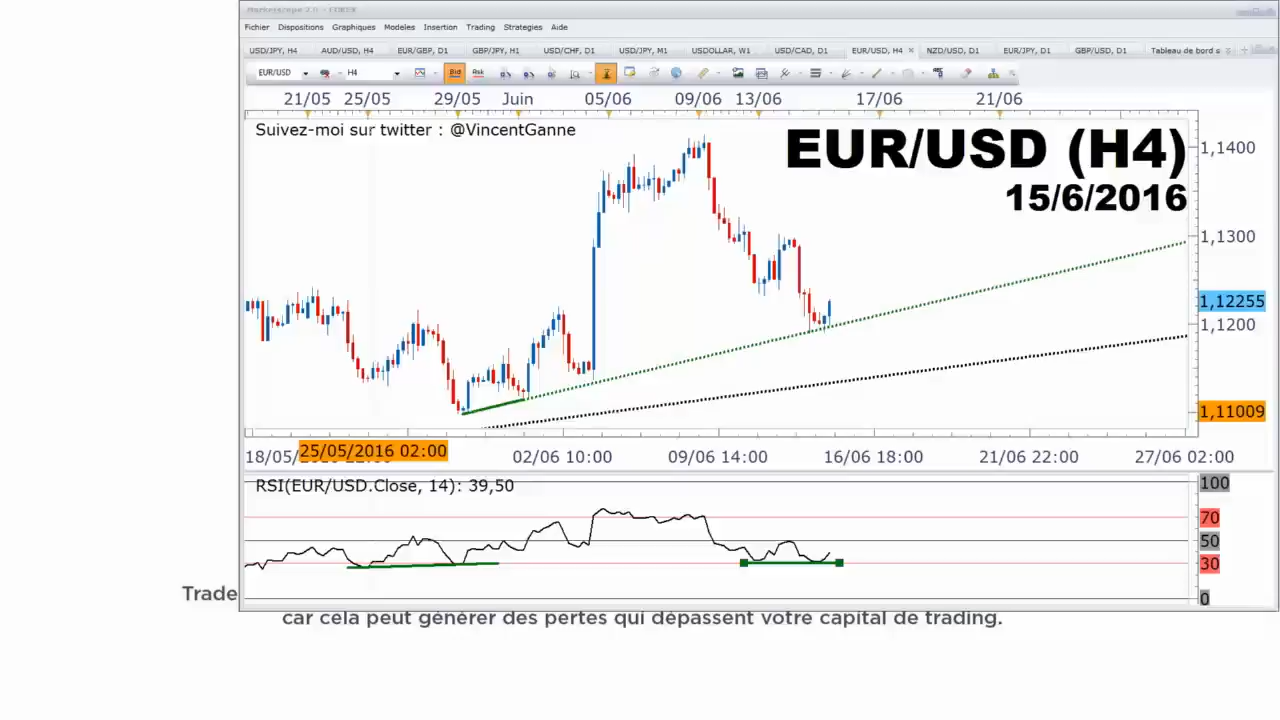 Marketscope 2.0 - FOREX
Fichier Dispositions Graphiques Modeles Insertion Trading Strategies Aide
USD/JPY, H4 AUD/USD, H4 EUR/GBP, D1 GBP/JPY, H1 USD/CHF, D1 USD/JPY, M1 USDOLLAR, W1 USD/CAD, D1 EUR/USD, H4 NZD/USD, D1 EUR/JPY, D1 GBP/USD, D1 Tableau de bord s
EUR/USD H4 Bid Ask
21/05 25/05 29/05 Juin 05/06 09/06 13/06 17/06 21/06
Suivez-moi sur twitter : @VincentGanne
EUR/USD (H4)
15/6/2016
1,1400
1,1300
1,12255
1,1200
1,11009
18/05/ 25/05/2016 02:00 02/06 10:00 09/06 14:00 16/06 18:00 21/06 22:00 27/06 02:00
RSI(EUR/USD.Close, 14): 39,50
100
70
50
30
0
Trade
car cela peut générer des pertes qui dépassent votre capital de trading.